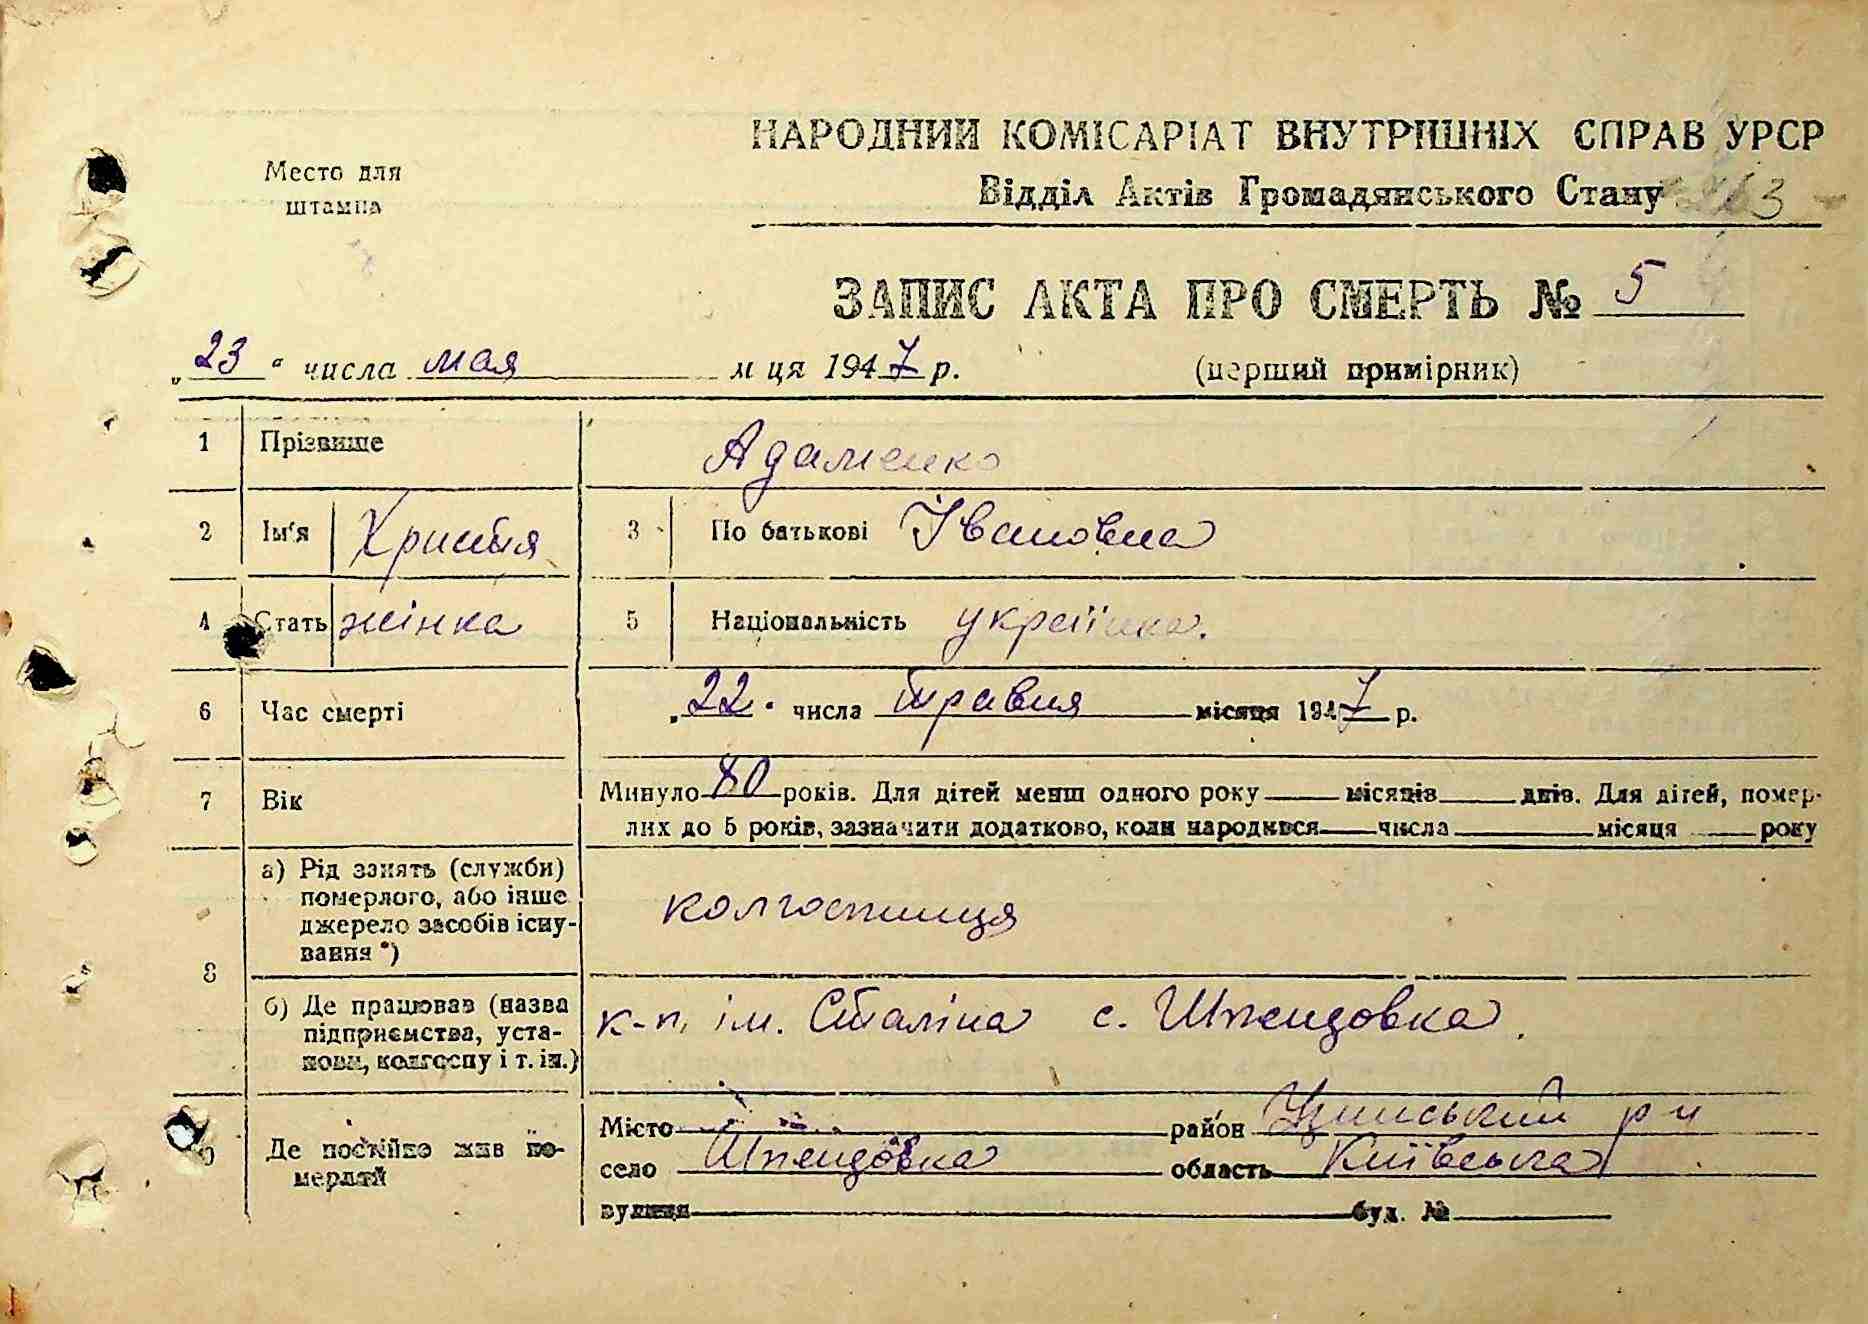 Место для
штампа
НАРОДНИЙ КОМІСАРІАТ ВНУТРІШНІХ СПРАВ УРСР
Відділ Актів Громадянського Стану
ЗАПИС АКТА ПРО СМЕРТЬ № 5
„23“ числа мая м ця 1947 р. (перший примірник)
1 Прізвище Адаменко
2 Ім'я Христя 3 По батькові Івановна
4 Стать жінка 5 Національність українка.
6 Час смерті „22“ числа травня місяця 1947 р.
7 Вік Минуло 80 років. Для дітей менш одного року місяців днів. Для дітей, помер-
лих до 5 років, зазначити додатково, коли народився числа місяця року
8 а) Рід занять (служби)
померлого, або інше
джерело засобів існу-
вання *) колгоспниця
б) Де працював (назва
підприємства, уста-
нови, колгоспу і т. ін.) к-п, ім. Сталіна с. Шпендовка.
9 Де постійно жив по-
мерлий
Місто район р-н
село Шпендовка область Київська
вулиця буд. №